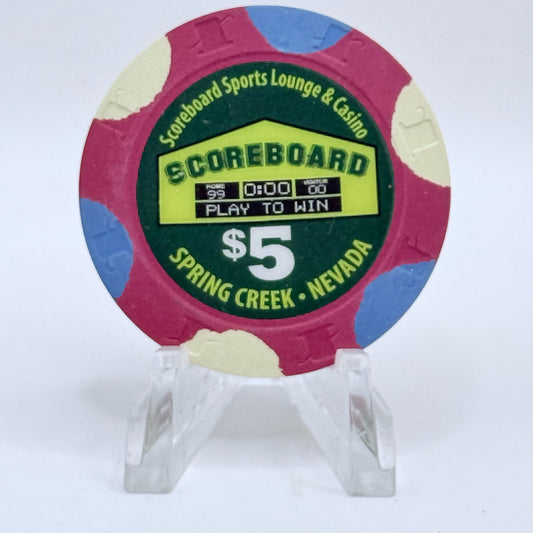 Scoreboard Sports Lounge & Casino
SCOREBOARD
HOME 0:00 VISITOR
99 00
PLAY TO WIN
$5
SPRING CREEK • NEVADA